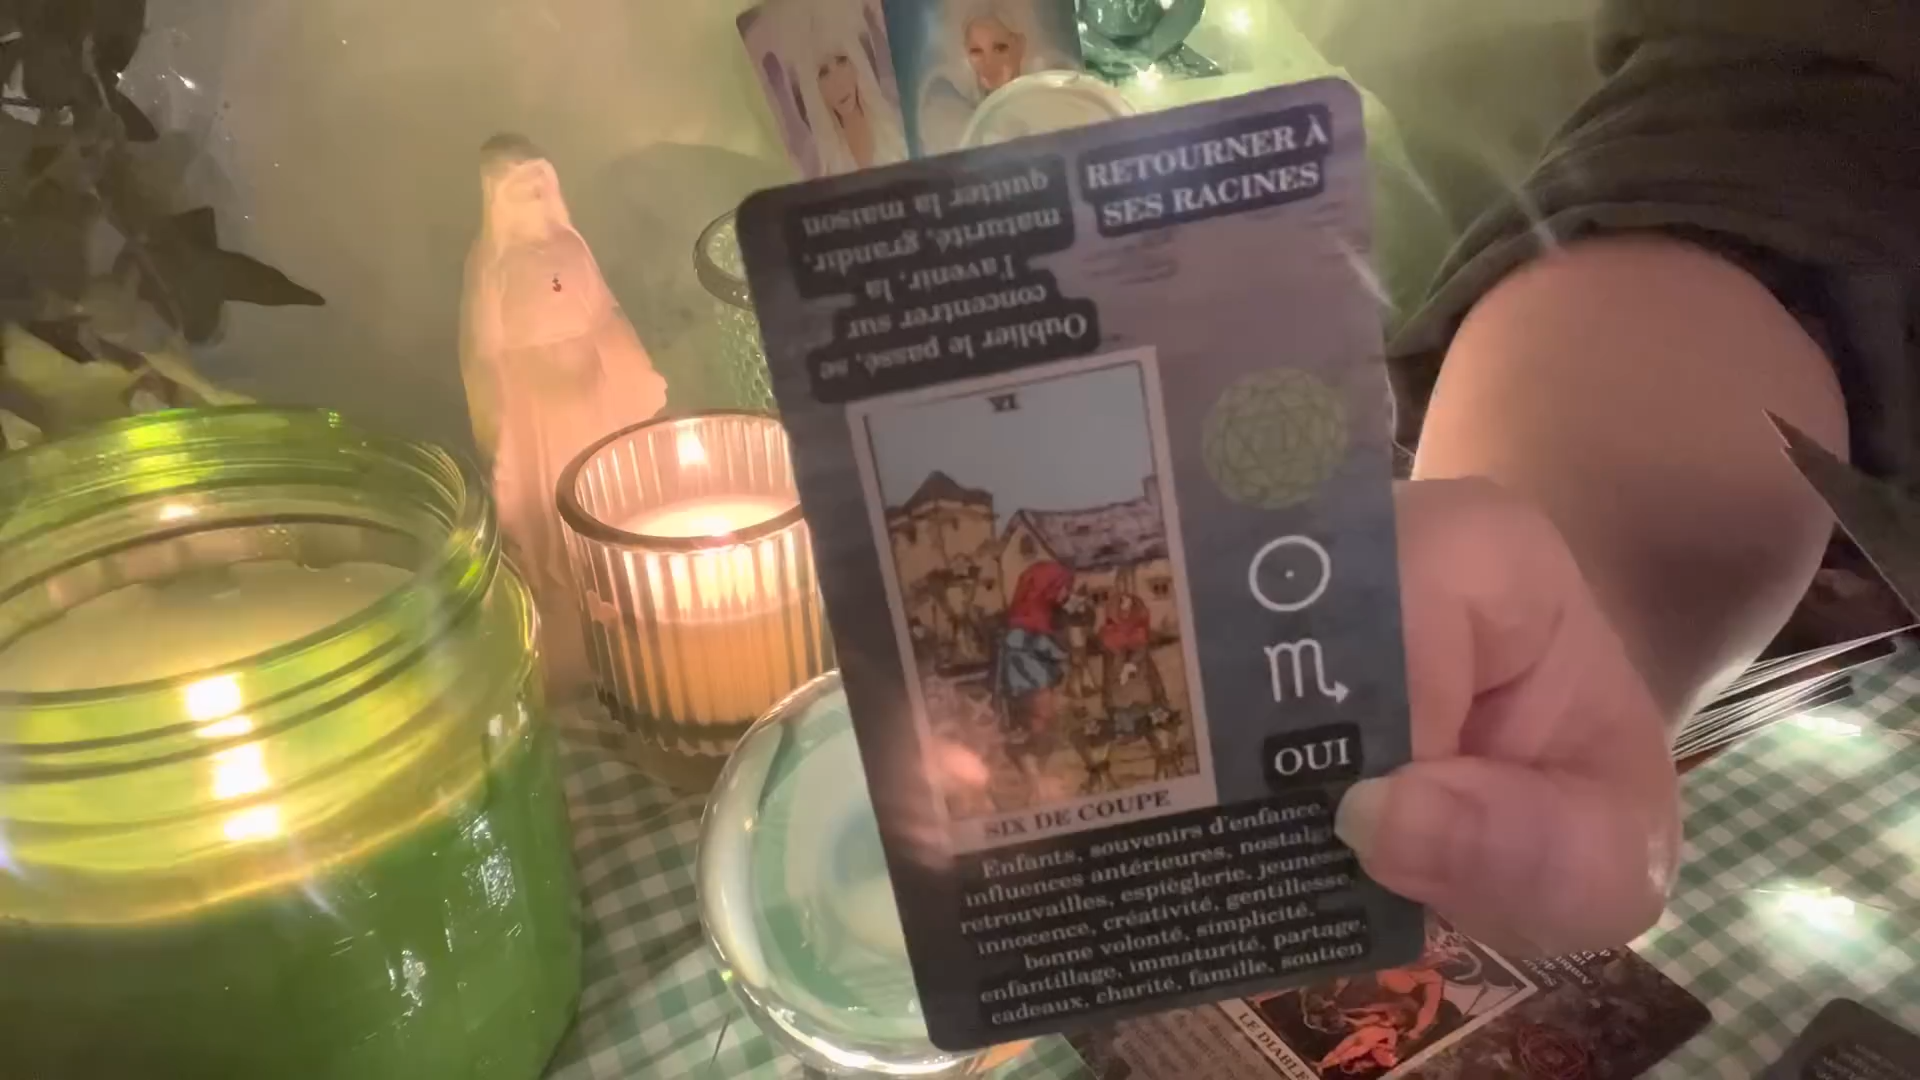 RETOURNER À
SES RACINES
Oublier le passé, se
concentrer sur
l'avenir, la
maturité, grandir,
quitter la maison
VI
OUI
SIX DE COUPE
Enfants, souvenirs d'enfance,
influences antérieures,
retrouvailles, espièglerie,
innocence, créativité, gentillesse,
bonne volonté, simplicité,
enfantillage, immaturité, partage,
cadeaux, charité, famille, soutien
LE DIABLE